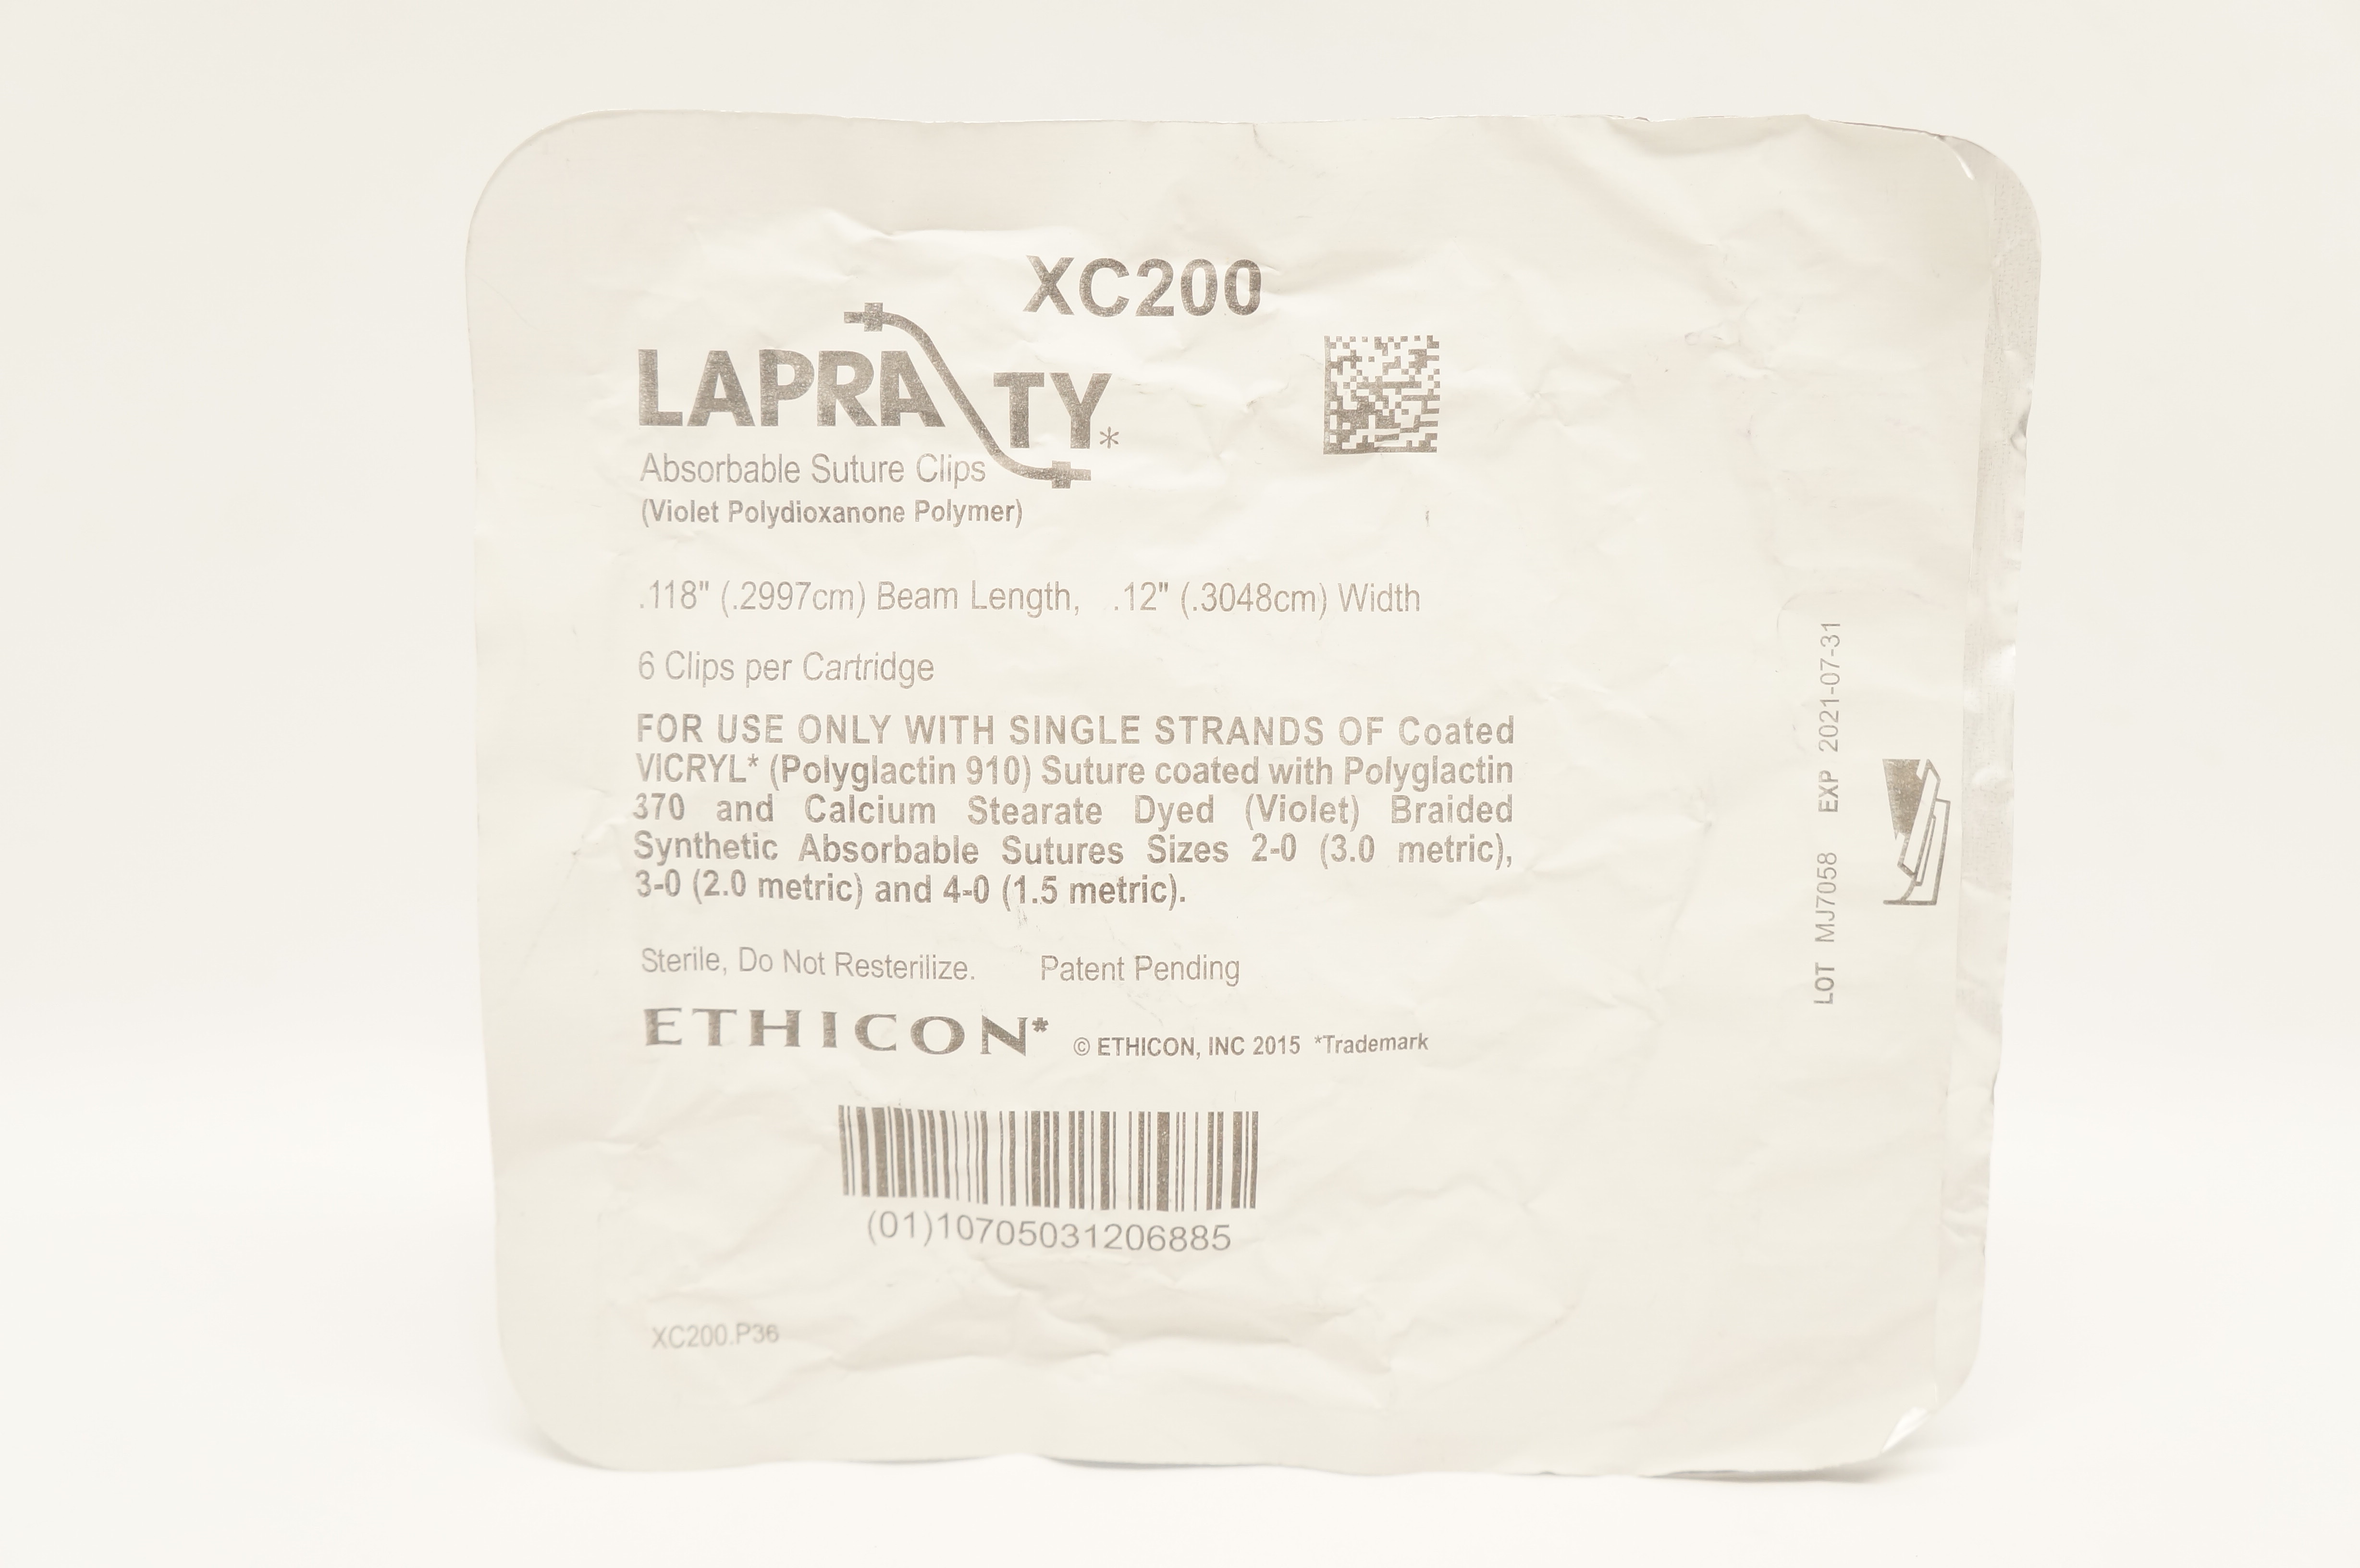 XC200
LAPRA TY*
Absorbable Suture Clips
(Violet Polydioxanone Polymer)
.118" (.2997cm) Beam Length, .12" (.3048cm) Width
6 Clips per Cartridge
FOR USE ONLY WITH SINGLE STRANDS OF Coated
VICRYL* (Polyglactin 910) Suture coated with Polyglactin
370 and Calcium Stearate Dyed (Violet) Braided
Synthetic Absorbable Sutures Sizes 2-0 (3.0 metric),
3-0 (2.0 metric) and 4-0 (1.5 metric).
Sterile, Do Not Resterilize. Patent Pending
ETHICON* © ETHICON, INC 2015 *Trademark
(01)10705031206885
XC200.P36
LOT MJ7058 EXP 2021-07-31